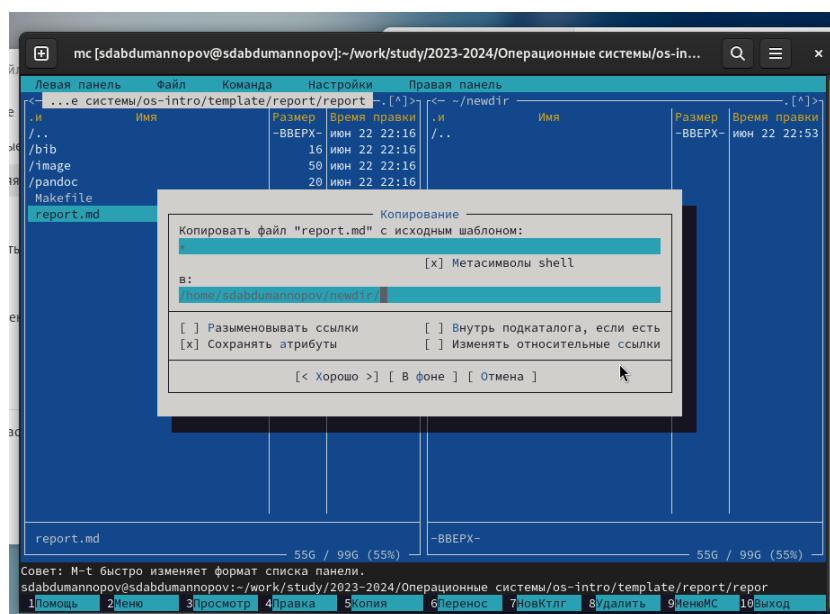 mc [sdabdumannopov@sdabdumannopov]:~/work/study/2023-2024/Операционные системы/os-in...
Левая панель Файл Команда Настройки Правая панель
<— ...е системы/os-intro/template/report/report —.[^]>
<— ~/newdir —.[^]>
.и Имя Размер Время правки .и Имя Размер Время правки
/.. -ВВЕРХ- июн 22 22:16 /.. -ВВЕРХ- июн 22 22:53
/bib 16 июн 22 22:16
/image 50 июн 22 22:16
/pandoc 20 июн 22 22:16
Makefile
report.md
Копирование
Копировать файл "report.md" с исходным шаблоном:
*
[x] Метасимволы shell
в:
/home/sdabdumannopov/newdir/
[ ] Разыменовывать ссылки [ ] Внутрь подкаталога, если есть
[x] Сохранять атрибуты [ ] Изменять относительные ссылки
[< Хорошо >] [ В фоне ] [ Отмена ]
report.md -ВВЕРХ-
55G / 99G (55%) 55G / 99G (55%)
Совет: M-t быстро изменяет формат списка панели.
sdabdumannopov@sdabdumannopov:~/work/study/2023-2024/Операционные системы/os-intro/template/report/repor
1Помощь 2Меню 3Просмотр 4Правка 5Копия 6Перенос 7НовКтлг 8Удалить 9МенюMC 10Выход